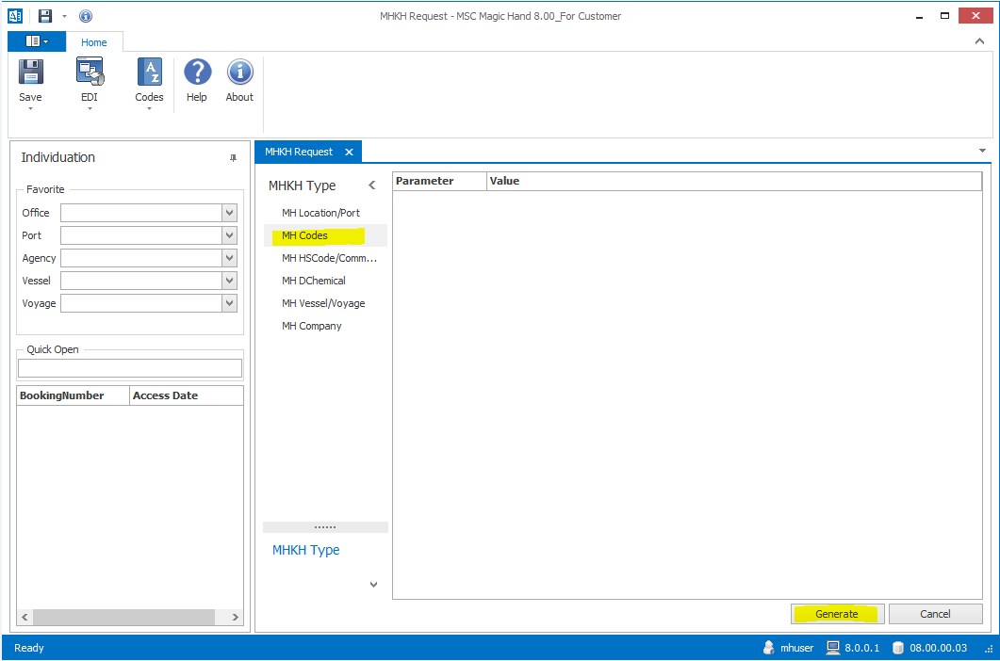 MHKH Request - MSC Magic Hand 8.00_For Customer
Home
Save
EDI
Codes
Help
About
Individuation
Favorite
Office
Port
Agency
Vessel
Voyage
Quick Open
BookingNumber Access Date
MHKH Request
MHKH Type
MH Location/Port
MH Codes
MH HSCode/Comm...
MH DChemical
MH Vessel/Voyage
MH Company
MHKH Type
Parameter Value
Generate Cancel
Ready mhuser 8.0.0.1 08.00.00.03